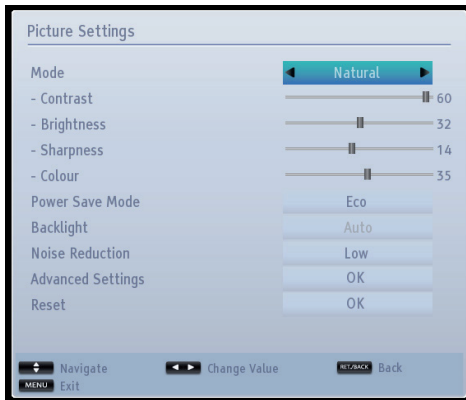 Picture Settings
Mode Natural
- Contrast 60
- Brightness 32
- Sharpness 14
- Colour 35
Power Save Mode Eco
Backlight Auto
Noise Reduction Low
Advanced Settings OK
Reset OK
Navigate Change Value RET./BACK Back
MENU Exit